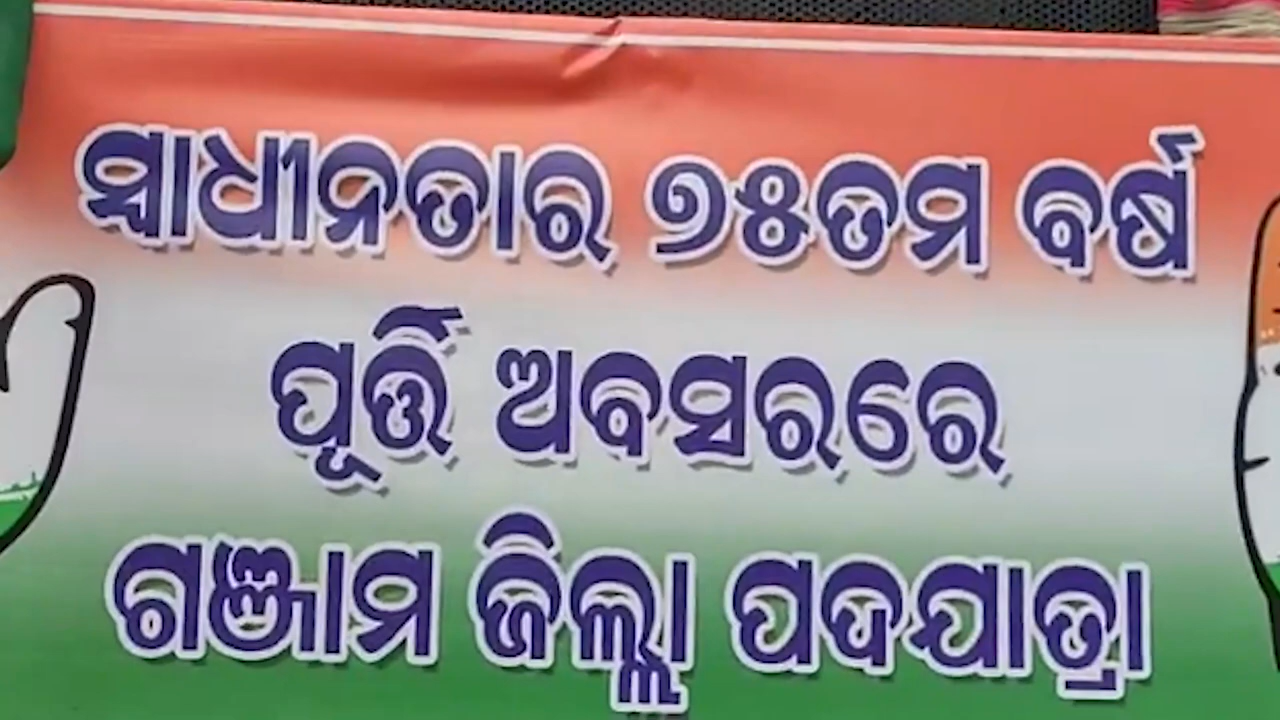 ସ୍ୱାଧୀନତାର ୭୫ତମ ବର୍ଷ
ପୂର୍ତ୍ତି ଅବସରରେ
ଗଞ୍ଜାମ ଜିଲ୍ଲା ପଦଯାତ୍ରା